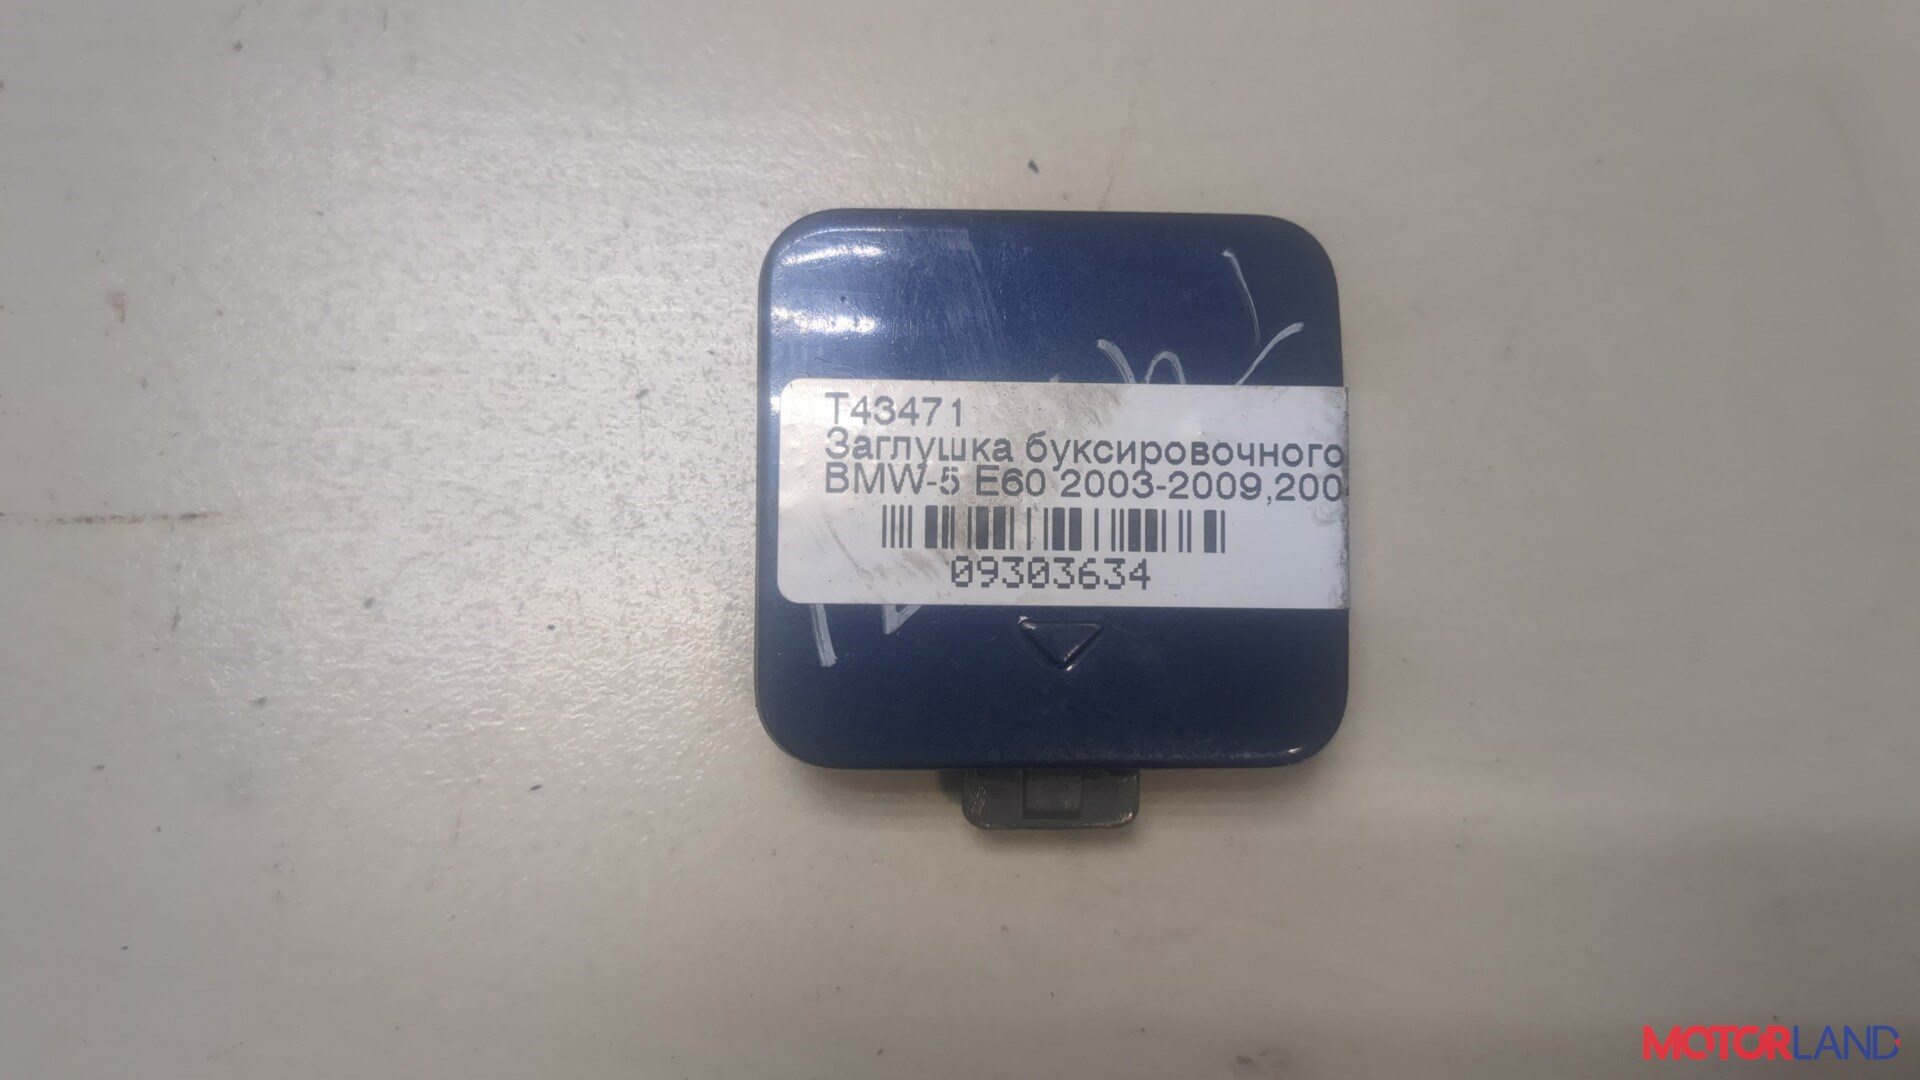 T43471
Заглушка буксировочного
BMW-5 E60 2003-2009,200
09303634
MOTORLAND